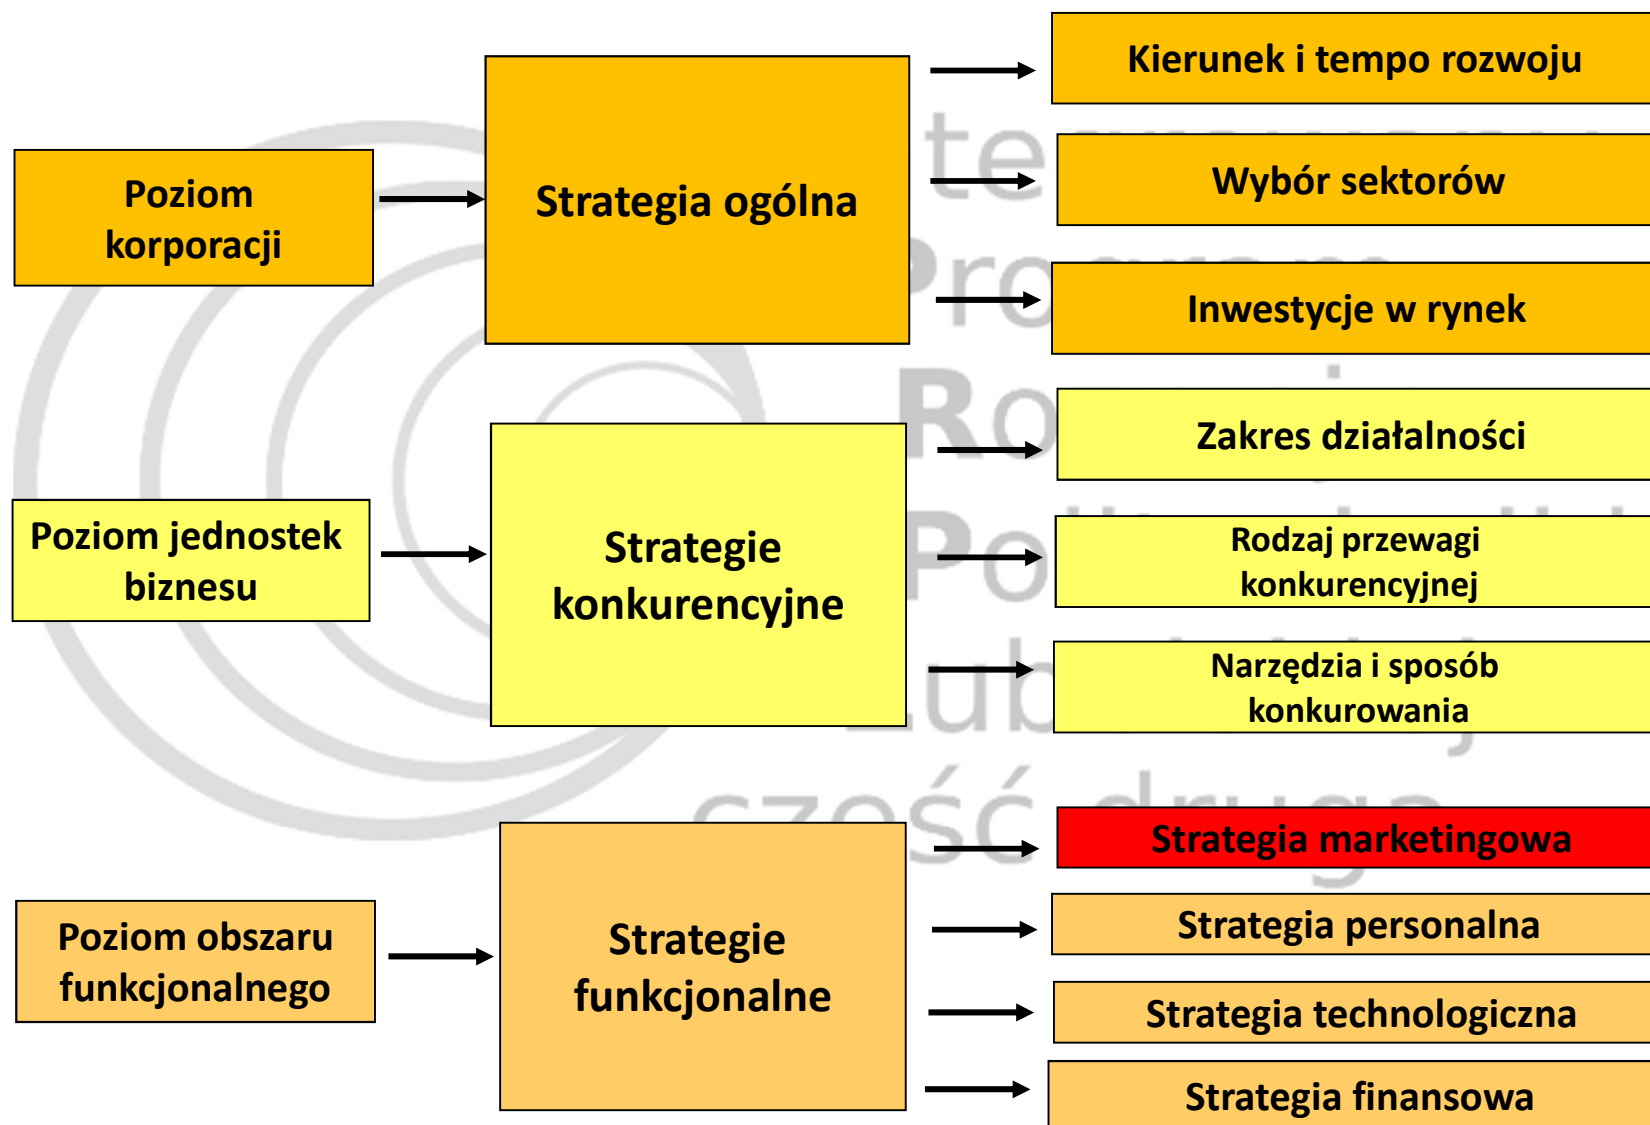 Kierunek i tempo rozwoju
Poziom
korporacji
Strategia ogólna
Wybór sektorów
Inwestycje w rynek
Poziom jednostek
biznesu
Strategie
konkurencyjne
Zakres działalności
Rodzaj przewagi
konkurencyjnej
Narzędzia i sposób
konkurowania
Poziom obszaru
funkcjonalnego
Strategie
funkcjonalne
Strategia marketingowa
Strategia personalna
Strategia technologiczna
Strategia finansowa